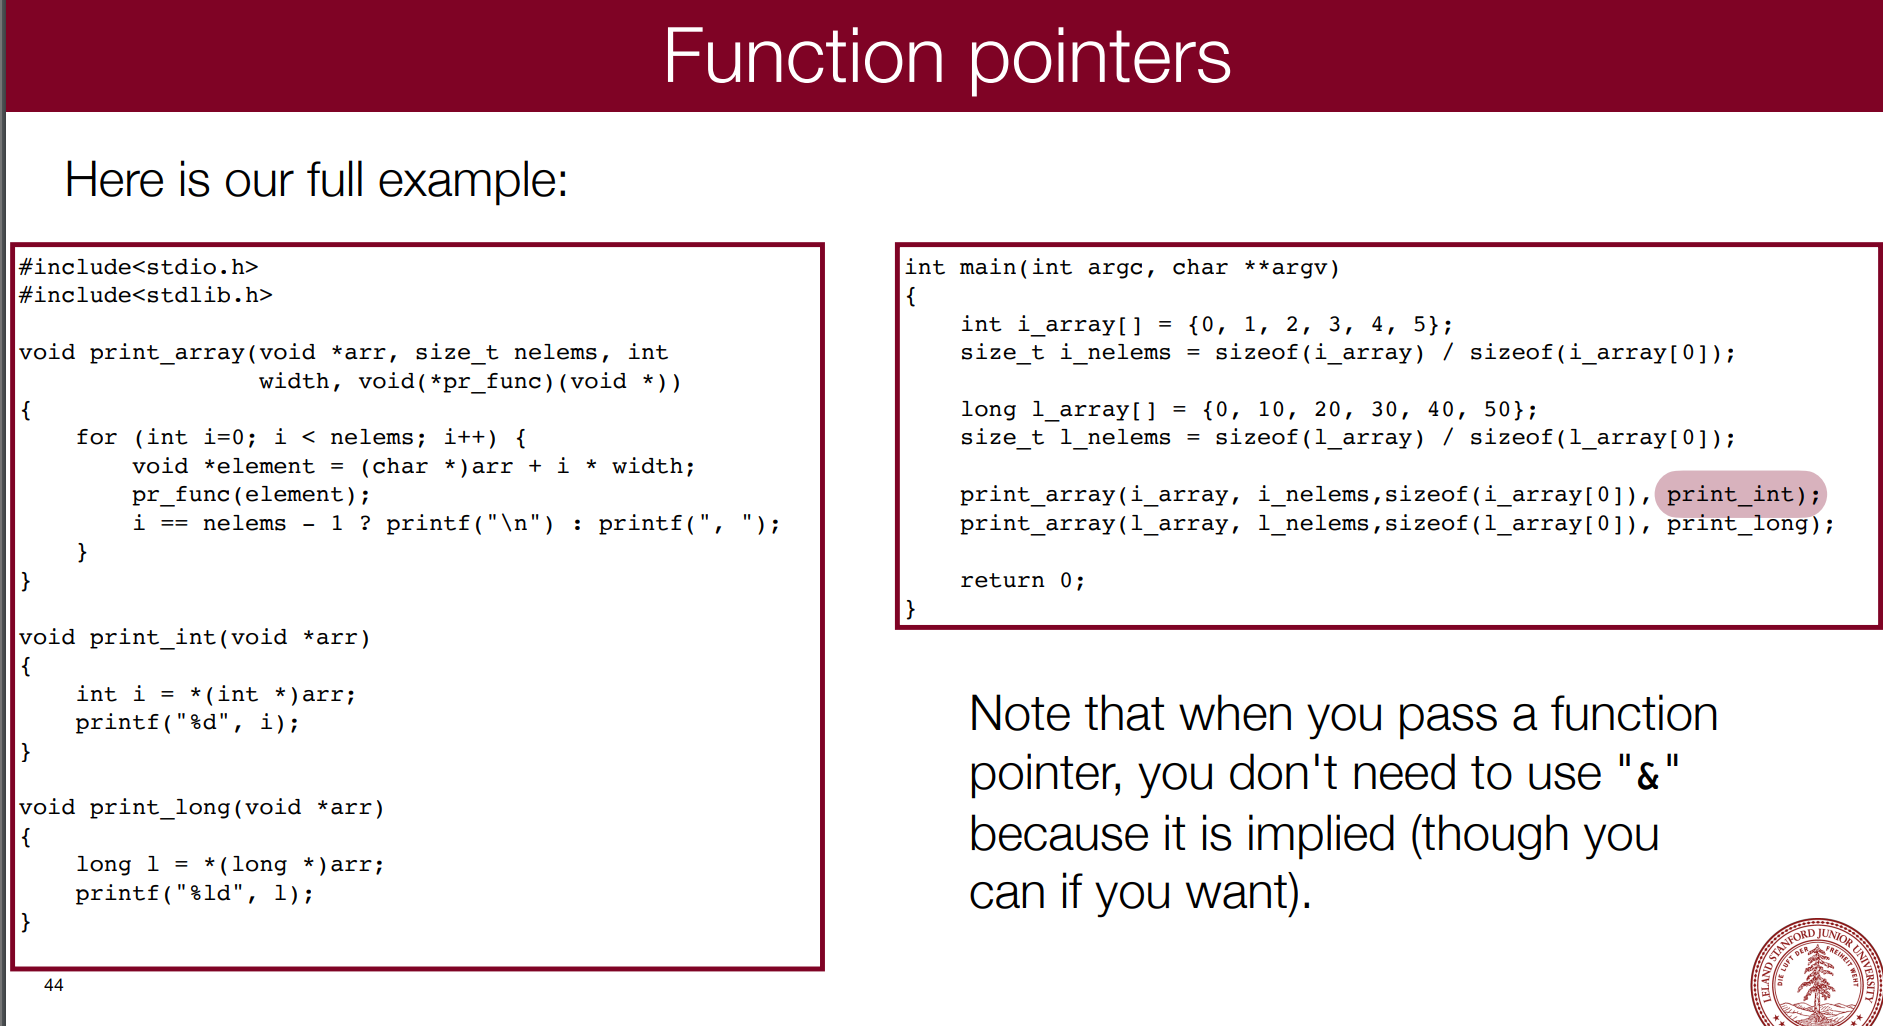 Function pointers
Here is our full example:
#include<stdio.h>
#include<stdlib.h>
void print_array(void *arr, size_t nelems, int
                 width, void(*pr_func)(void *))
{
    for (int i=0; i < nelems; i++) {
        void *element = (char *)arr + i * width;
        pr_func(element);
        i == nelems - 1 ? printf("\n") : printf(", ");
    }
}
void print_int(void *arr)
{
    int i = *(int *)arr;
    printf("%d", i);
}
void print_long(void *arr)
{
    long l = *(long *)arr;
    printf("%ld", l);
}
int main(int argc, char **argv)
{
    int i_array[] = {0, 1, 2, 3, 4, 5};
    size_t i_nelems = sizeof(i_array) / sizeof(i_array[0]);
    long l_array[] = {0, 10, 20, 30, 40, 50};
    size_t l_nelems = sizeof(l_array) / sizeof(l_array[0]);
    print_array(i_array, i_nelems,sizeof(i_array[0]), print_int);
    print_array(l_array, l_nelems,sizeof(l_array[0]), print_long);
    return 0;
}
Note that when you pass a function
pointer, you don't need to use "&"
because it is implied (though you
can if you want).
44
LELAND STANFORD JUNIOR UNIVERSITY
DIE LUFT DER FREIHEIT WEHT